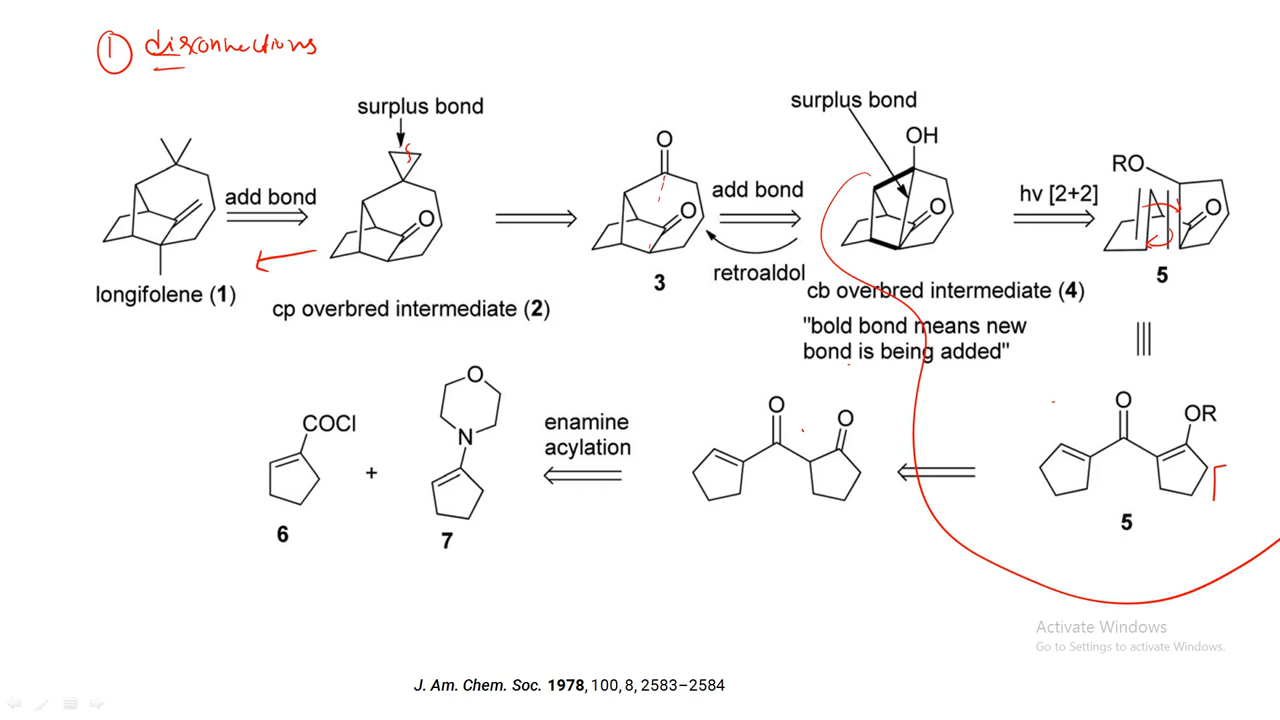 ① disconnections
surplus bond
surplus bond
OH
RO
O
add bond
O
add bond
O
O
hν [2+2]
O
retroaldol
longifolene (1)
cp overbred intermediate (2)
3
cb overbred intermediate (4)
5
"bold bond means new
bond is being added"
O
N
COCl
+
6
7
enamine
acylation
O
O
O
OR
5
Activate Windows
Go to Settings to activate Windows.
J. Am. Chem. Soc. 1978, 100, 8, 2583–2584